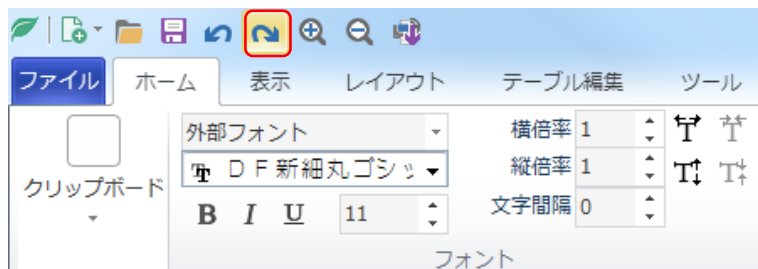 ファイル ホーム 表示 レイアウト テーブル編集 ツール
外部フォント 横倍率 1
DF新細丸ゴシッ 縦倍率 1
クリップボード
B I U 11 文字間隔 0
フォント